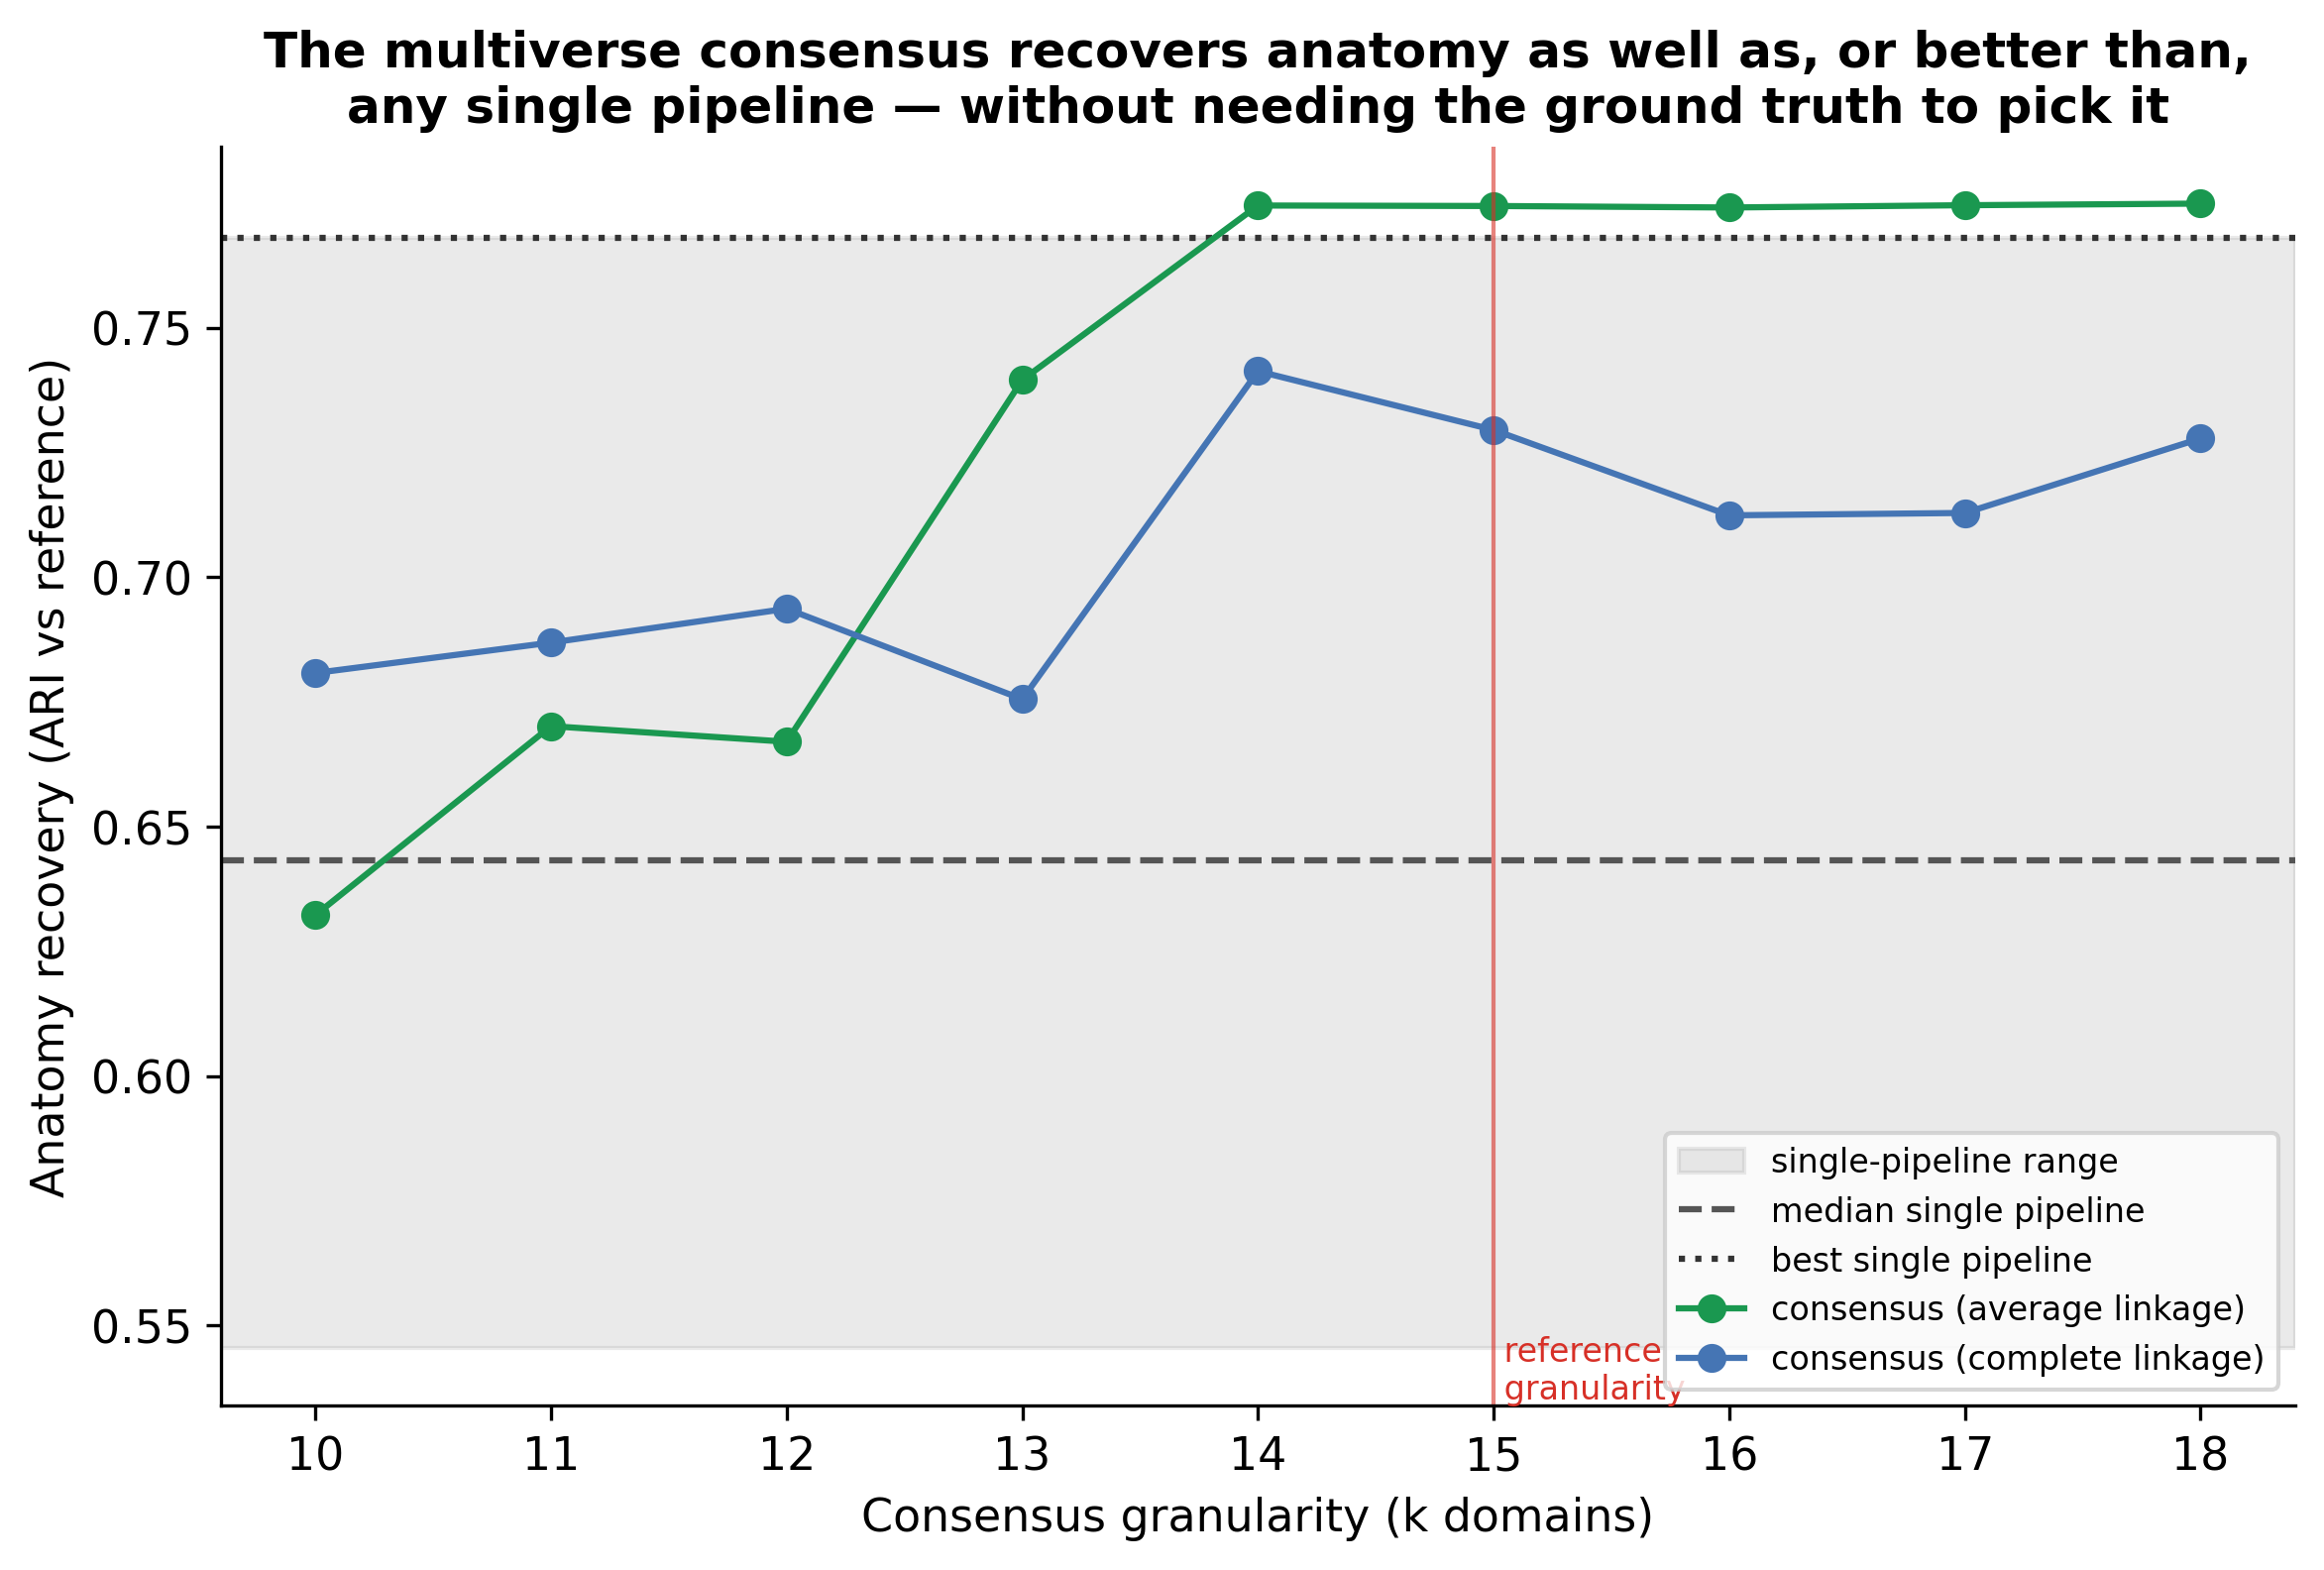 The multiverse consensus recovers anatomy as well as, or better than,
any single pipeline — without needing the ground truth to pick it
Anatomy recovery (ARI vs reference)
0.75
0.70
0.65
0.60
0.55
reference
granularity
single-pipeline range
median single pipeline
best single pipeline
consensus (average linkage)
consensus (complete linkage)
10 11 12 13 14 15 16 17 18
Consensus granularity (k domains)